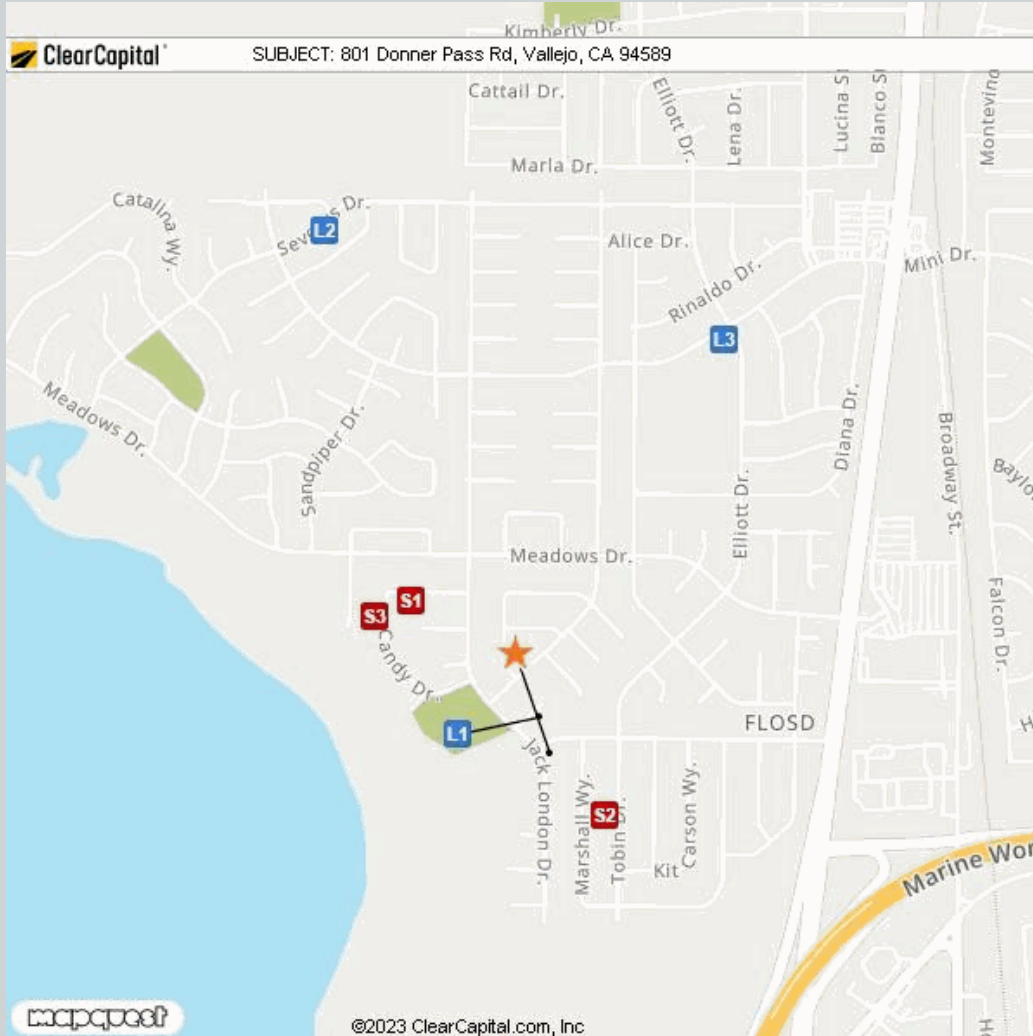 Kimberly Dr.
ClearCapital
SUBJECT: 801 Donner Pass Rd, Vallejo, CA 94589
Cattail Dr.
Elliott Dr.
Lena Dr.
Lucina S
Blanco S
Montevino
Marla Dr.
Catalina Wy.
Dr.
L2
Alice Dr.
Rinaldo Dr.
Mini Dr.
L3
Meadows Dr.
Sandpiper Dr.
Diana Dr.
Broadway St.
Baylo
Elliott Dr.
Meadows Dr.
S1
S3
Falcon Dr.
Candy Dr.
L1
FLOSD
Jack London Dr.
Marshall Wy.
S2
Tobin Dr.
Carson Wy.
Kit
Marine Wor
mapquest
©2023 ClearCapital.com, Inc